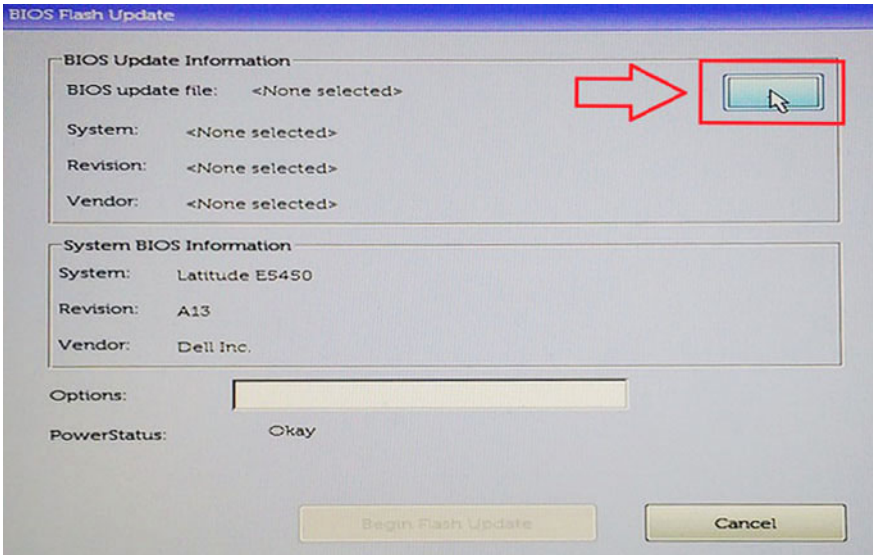 BIOS Flash Update
BIOS Update Information
BIOS update file: <None selected>
System: <None selected>
Revision: <None selected>
Vendor: <None selected>
System BIOS Information
System: Latitude E5450
Revision: A13
Vendor: Dell Inc.
Options:
PowerStatus: Okay
Begin Flash Update
Cancel